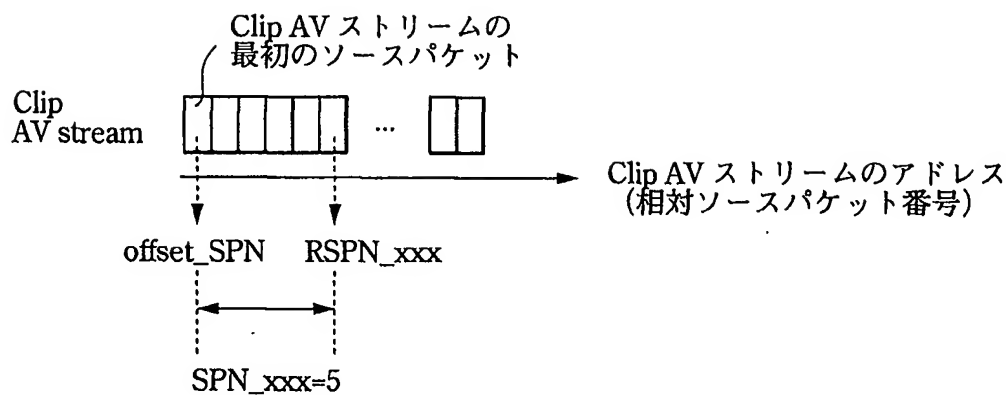 Clip AV ストリームの
最初のソースパケット
Clip
AV stream
...
Clip AV ストリームのアドレス
(相対ソースパケット番号)
offset_SPN RSPN_xxx
SPN_xxx=5